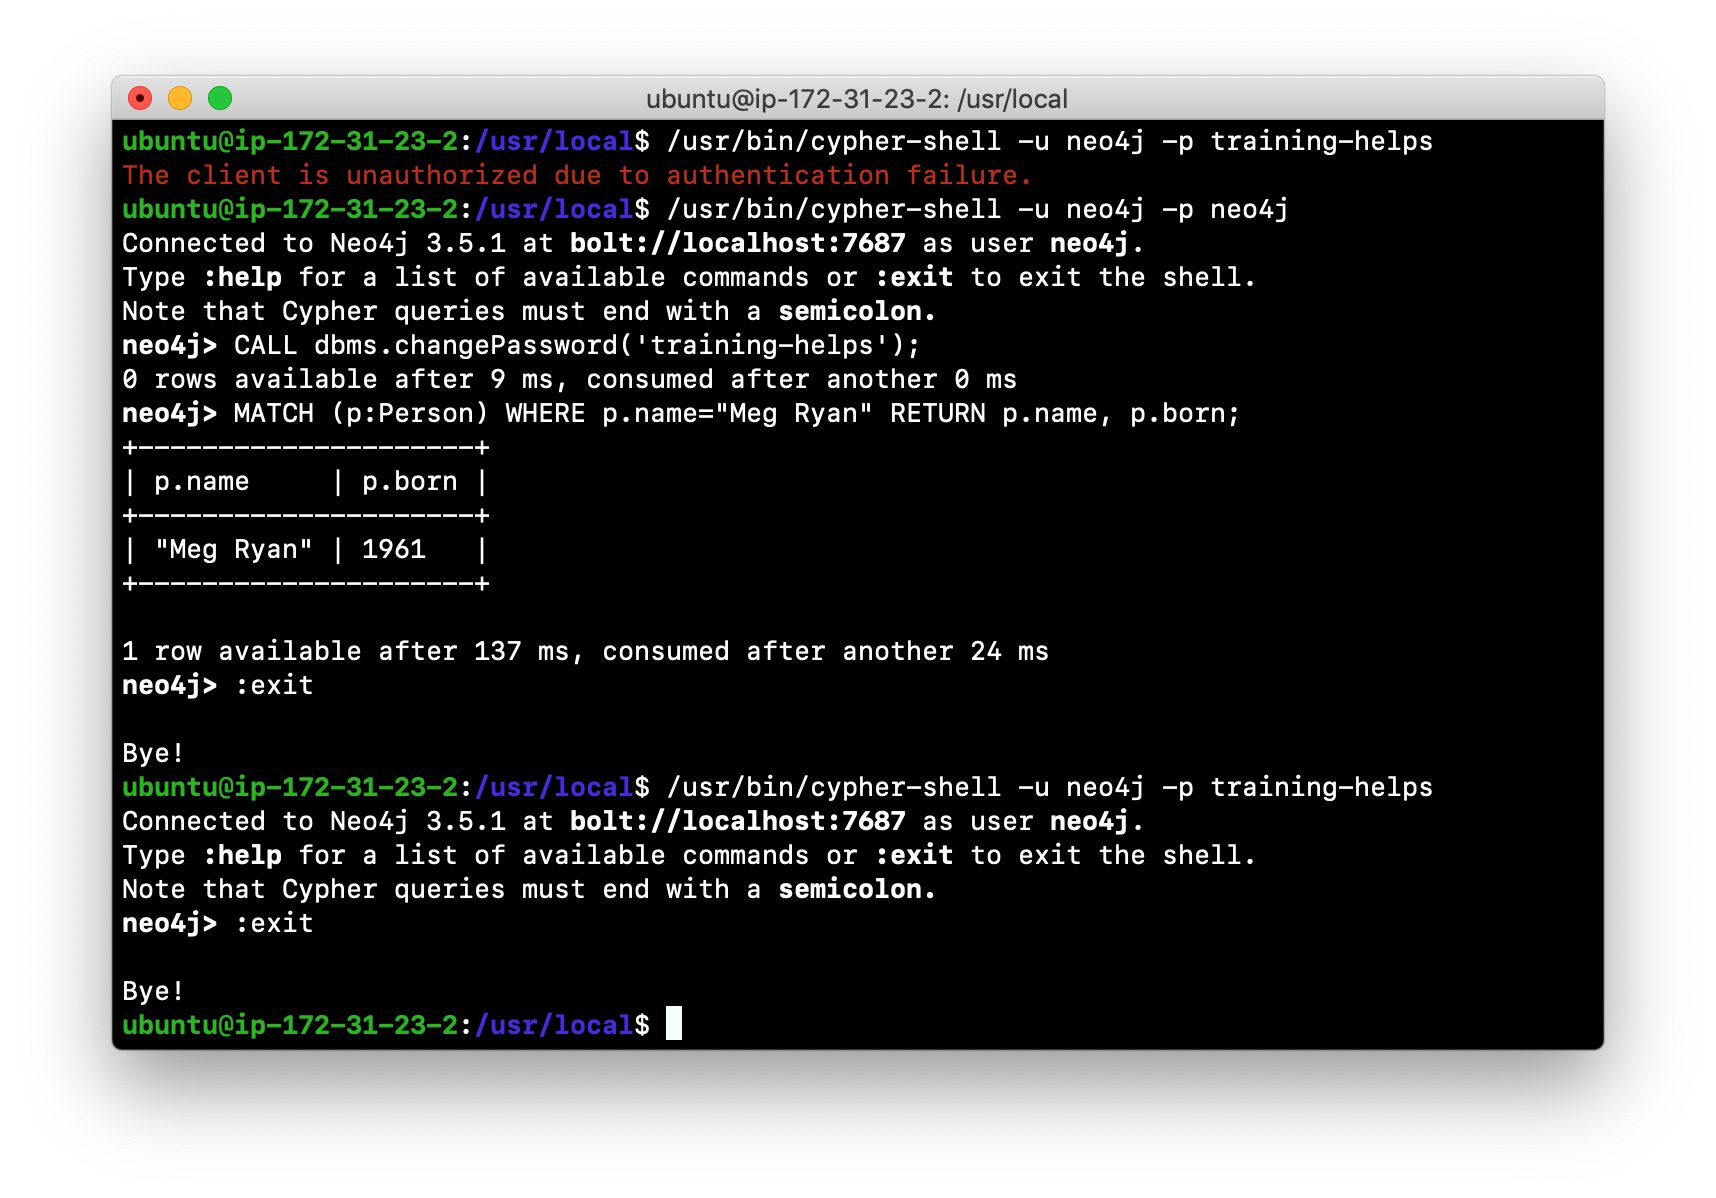 ubuntu@ip-172-31-23-2: /usr/local
ubuntu@ip-172-31-23-2:/usr/local$ /usr/bin/cypher-shell -u neo4j -p training-helps
The client is unauthorized due to authentication failure.
ubuntu@ip-172-31-23-2:/usr/local$ /usr/bin/cypher-shell -u neo4j -p neo4j
Connected to Neo4j 3.5.1 at bolt://localhost:7687 as user neo4j.
Type :help for a list of available commands or :exit to exit the shell.
Note that Cypher queries must end with a semicolon.
neo4j> CALL dbms.changePassword('training-helps');
0 rows available after 9 ms, consumed after another 0 ms
neo4j> MATCH (p:Person) WHERE p.name="Meg Ryan" RETURN p.name, p.born;
+---------------------+
| p.name     | p.born |
+---------------------+
| "Meg Ryan" | 1961   |
+---------------------+
1 row available after 137 ms, consumed after another 24 ms
neo4j> :exit
Bye!
ubuntu@ip-172-31-23-2:/usr/local$ /usr/bin/cypher-shell -u neo4j -p training-helps
Connected to Neo4j 3.5.1 at bolt://localhost:7687 as user neo4j.
Type :help for a list of available commands or :exit to exit the shell.
Note that Cypher queries must end with a semicolon.
neo4j> :exit
Bye!
ubuntu@ip-172-31-23-2:/usr/local$